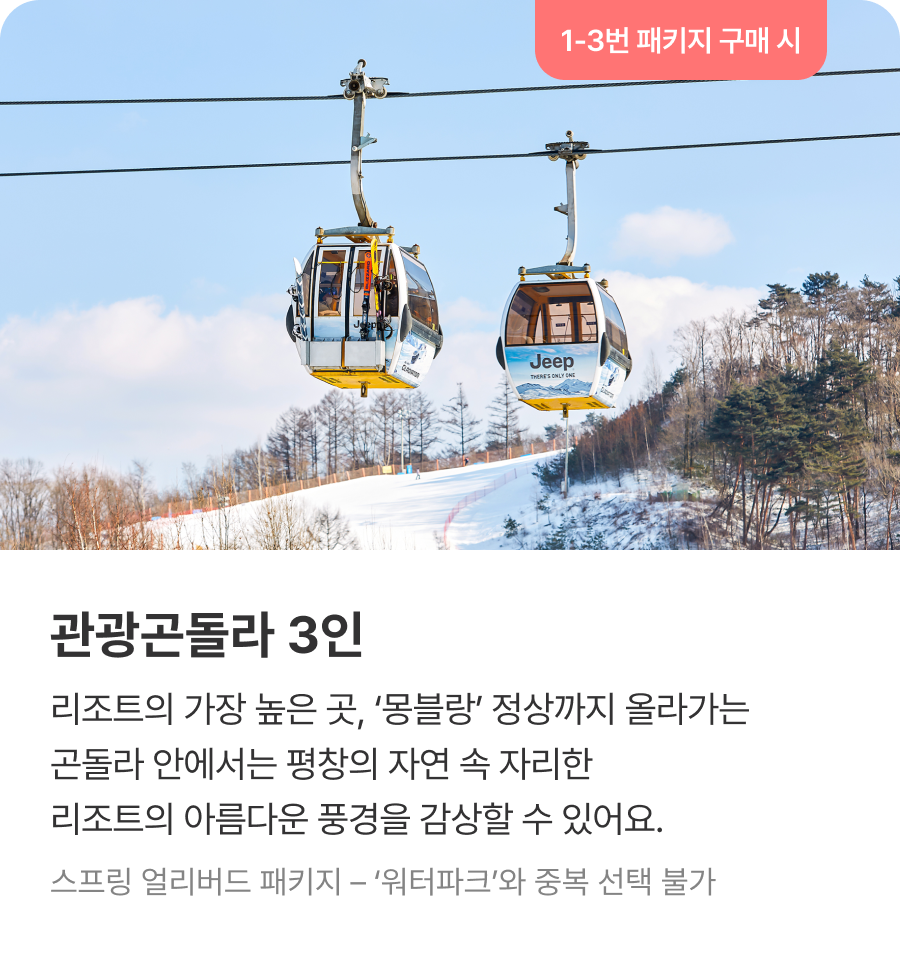 1-3번 패키지 구매 시
Jeep
Jeep
THERE'S ONLY ONE
관광곤돌라 3인
리조트의 가장 높은 곳, ‘몽블랑’ 정상까지 올라가는
곤돌라 안에서는 평창의 자연 속 자리한
리조트의 아름다운 풍경을 감상할 수 있어요.
스프링 얼리버드 패키지 – ‘워터파크’와 중복 선택 불가